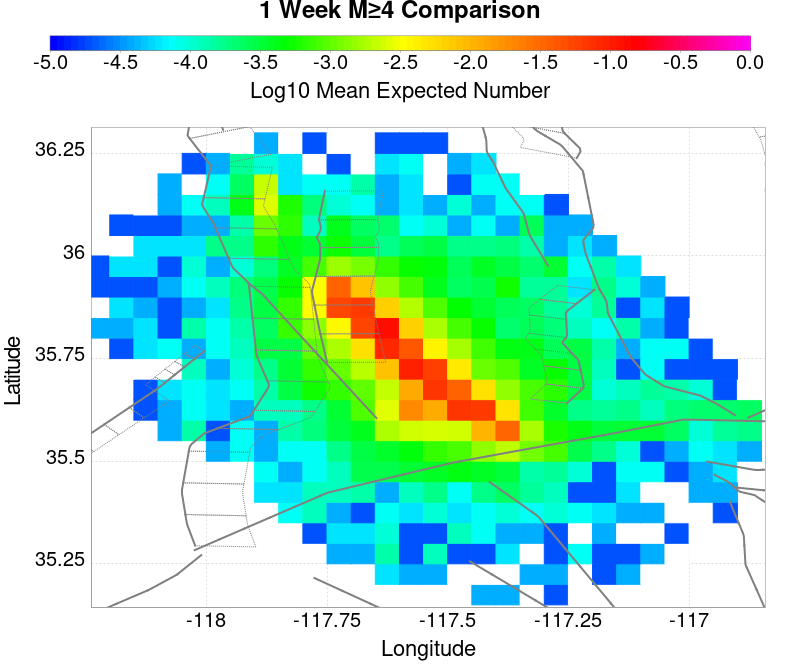 1 Week M≥4 Comparison
-5.0 -4.5 -4.0 -3.5 -3.0 -2.5 -2.0 -1.5 -1.0 -0.5 0.0
Log10 Mean Expected Number
36.25
36
35.75
35.5
35.25
Latitude
-118 -117.75 -117.5 -117.25 -117
Longitude